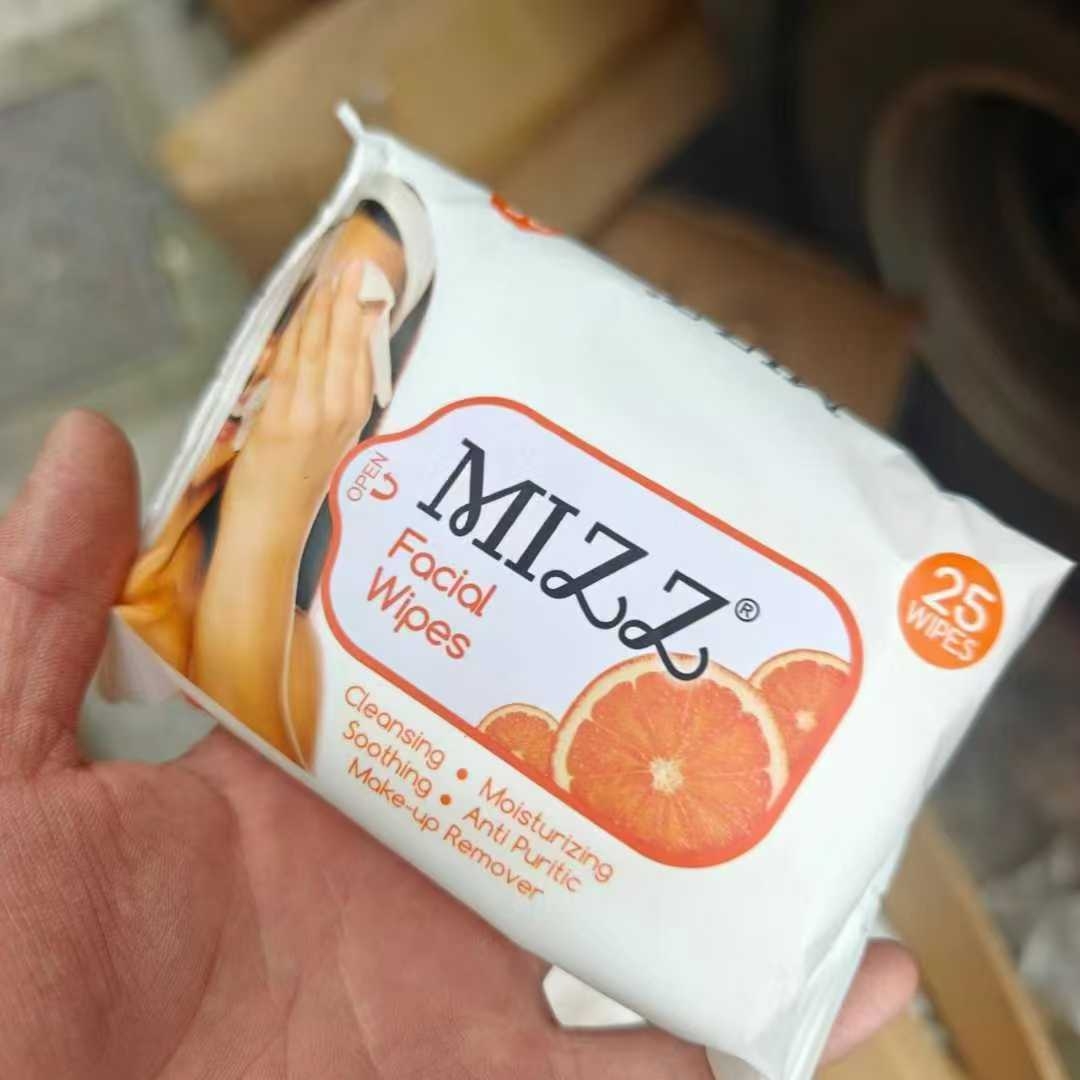 OPEN
MIZZ®
Facial
Wipes
25
WIPES
Cleansing • Moisturizing
Soothing • Anti Puritic
Make-up Remover